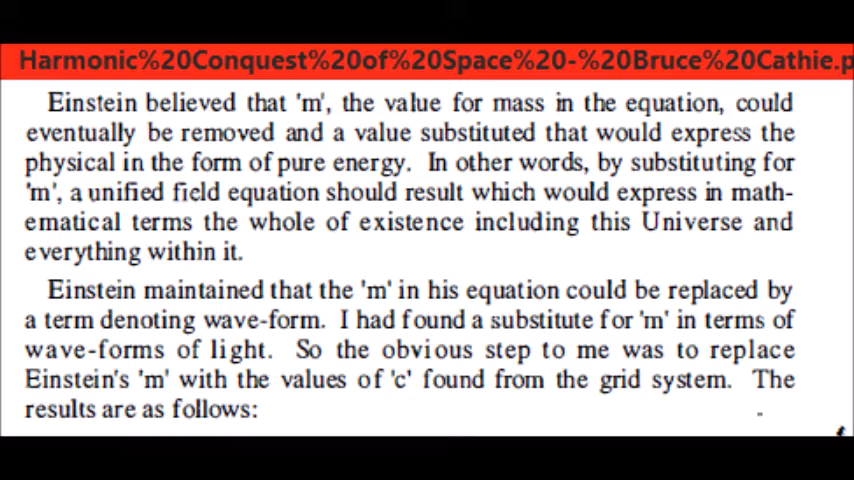 Harmonic%20Conquest%20of%20Space%20-%20Bruce%20Cathie.p
Einstein believed that 'm', the value for mass in the equation, could
eventually be removed and a value substituted that would express the
physical in the form of pure energy. In other words, by substituting for
'm', a unified field equation should result which would express in math-
ematical terms the whole of existence including this Universe and
everything within it.
Einstein maintained that the 'm' in his equation could be replaced by
a term denoting wave-form. I had found a substitute for 'm' in terms of
wave-forms of light. So the obvious step to me was to replace
Einstein's 'm' with the values of 'c' found from the grid system. The
results are as follows: